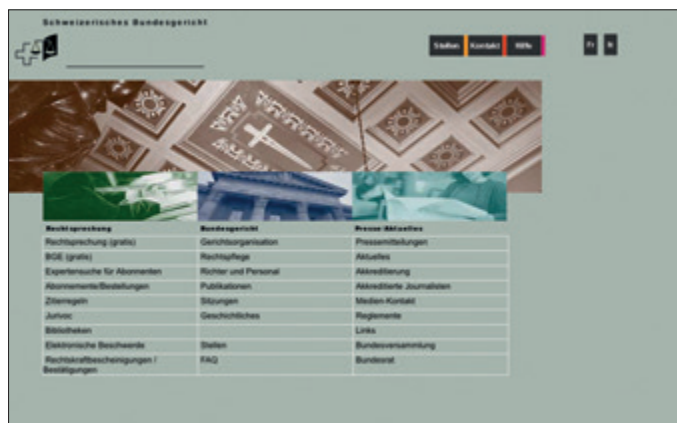 Schweizerisches Bundesgericht
Stellen Kontakt Hilfe Fr It
Rechtsprechung Bundesgericht Presse/Aktuelles
Rechtsprechung (gratis) Gerichtsorganisation Pressemitteilungen
BGE (gratis) Rechtspflege Aktuelles
Expertensuche für Abonnenten Richter und Personal Akkreditierung
Abonnemente/Bestellungen Publikationen Akkreditierte Journalisten
Zitierregeln Sitzungen Medien-Kontakt
Jurivoc Geschichtliches Reglemente
Bibliotheken Links
Elektronische Beschwerde Stellen Bundesversammlung
Rechtskraftbescheinigungen / FAQ Bundesrat
Bestätigungen